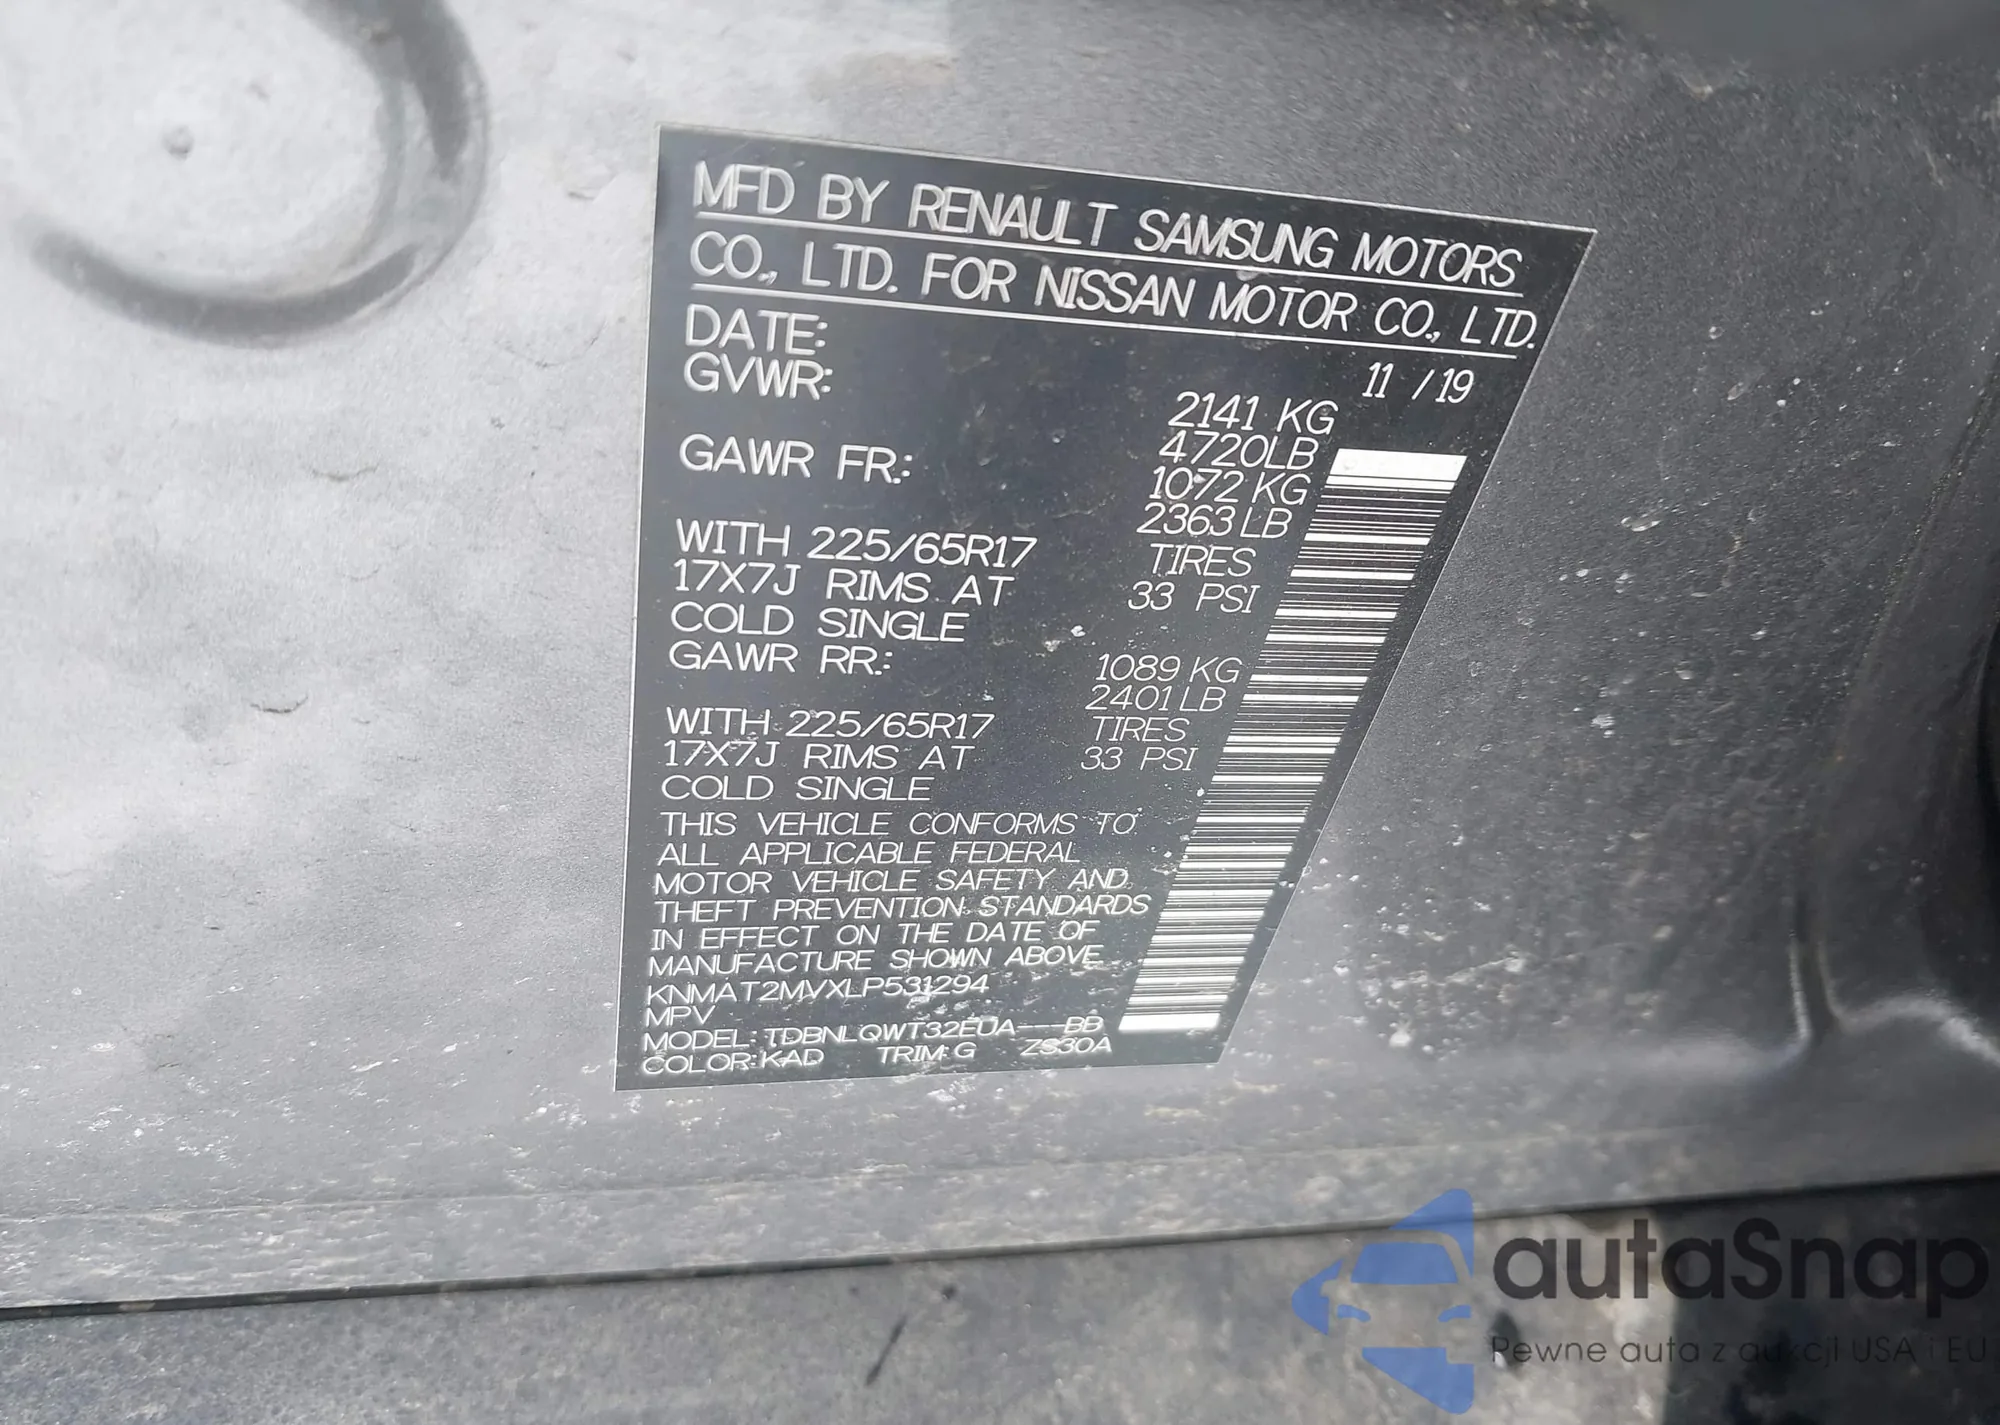 MFD BY RENAULT SAMSUNG MOTORS
CO., LTD. FOR NISSAN MOTOR CO., LTD.
DATE: 11 /19
GVWR: 2141 KG
4720LB
GAWR FR.: 1072 KG
2363 LB
WITH 225/65R17 TIRES
17X7J RIMS AT 33 PSI
COLD SINGLE
GAWR RR.: 1089 KG
2401 LB
WITH 225/65R17 TIRES
17X7J RIMS AT 33 PSI
COLD SINGLE
THIS VEHICLE CONFORMS TO
ALL APPLICABLE FEDERAL
MOTOR VEHICLE SAFETY AND
THEFT PREVENTION STANDARDS
IN EFFECT ON THE DATE OF
MANUFACTURE SHOWN ABOVE
KNMAT2MVXLP531294
MPV
MODEL: TDBNLQWT32EUA---BB
COLOR: KAD TRIM: G ZS30A
autaSnap
Pewne auta z aukcji USA i EU